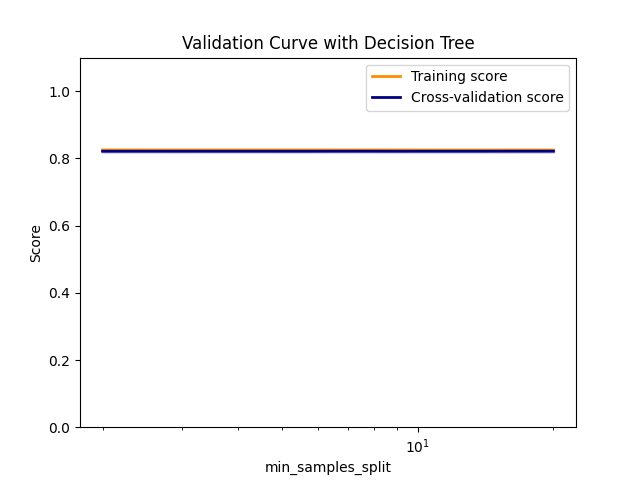 Validation Curve with Decision Tree
Training score
Cross-validation score
1.0
0.8
0.6
0.4
0.2
0.0
Score
10¹
min_samples_split